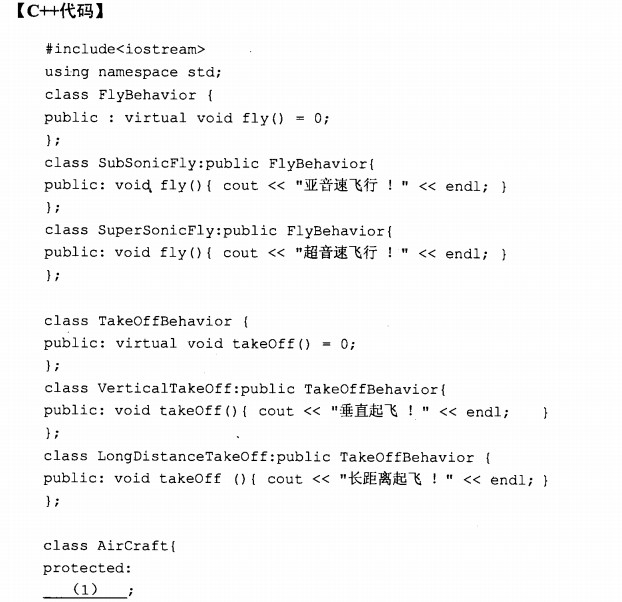 【C++代码】
#include<iostream>
using namespace std;
class FlyBehavior {
public : virtual void fly() = 0;
};
class SubSonicFly:public FlyBehavior{
public: void fly(){ cout << "亚音速飞行 ! " << endl; }
};
class SuperSonicFly:public FlyBehavior{
public: void fly(){ cout << "超音速飞行 ! " << endl; }
};
class TakeOffBehavior {
public: virtual void takeOff() = 0;
};
class VerticalTakeOff:public TakeOffBehavior{
public: void takeOff(){ cout << "垂直起飞 ! " << endl; }
};
class LongDistanceTakeOff:public TakeOffBehavior {
public: void takeOff (){ cout << "长距离起飞 ! " << endl; }
};
class AirCraft{
protected:
(1) ;